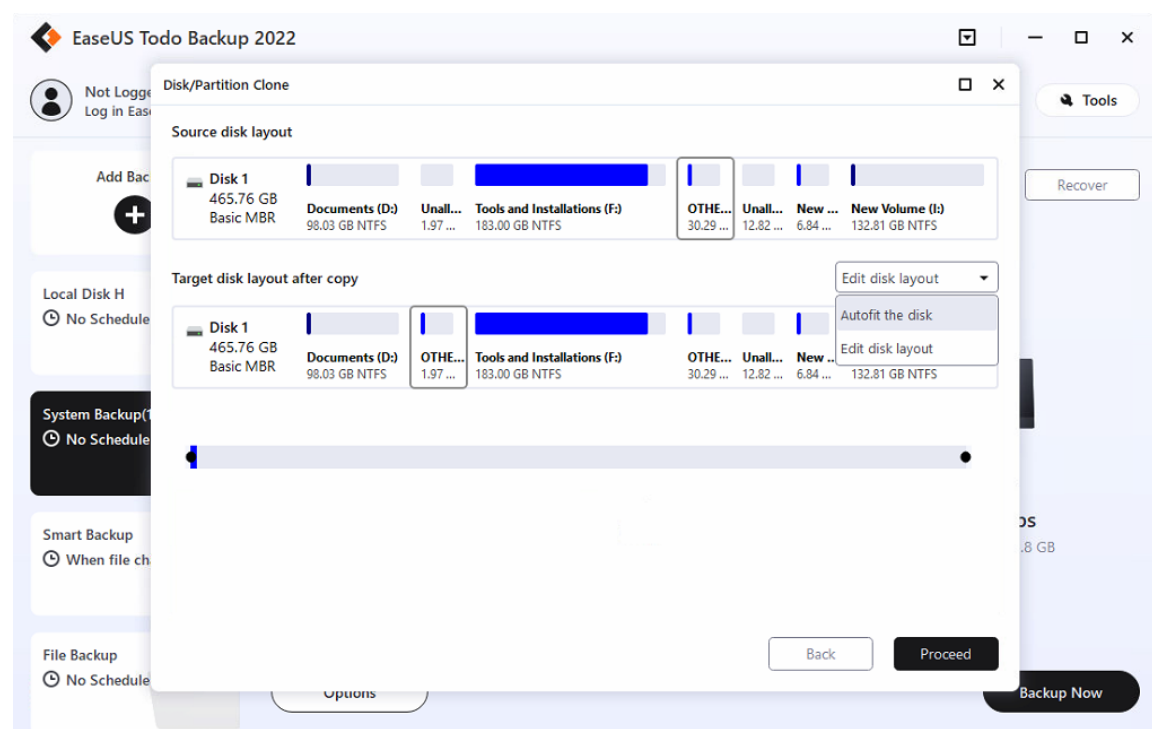 EaseUS Todo Backup 2022
Not Logge
Log in Ease
Tools
Add Bac
Recover
Local Disk H
No Schedule
System Backup(1
No Schedule
Smart Backup
When file ch
File Backup
No Schedule
Disk/Partition Clone
Source disk layout
Disk 1
465.76 GB
Basic MBR
Documents (D:)
98.03 GB NTFS
Unall...
1.97 ...
Tools and Installations (F:)
183.00 GB NTFS
OTHE...
30.29 ...
Unall...
12.82 ...
New ...
6.84 ...
New Volume (I:)
132.81 GB NTFS
Target disk layout after copy
Edit disk layout
Autofit the disk
Edit disk layout
Disk 1
465.76 GB
Basic MBR
Documents (D:)
98.03 GB NTFS
OTHE...
1.97 ...
Tools and Installations (F:)
183.00 GB NTFS
OTHE...
30.29 ...
Unall...
12.82 ...
New ..
6.84 ...
132.81 GB NTFS
.8 GB
Back
Proceed
Options
Backup Now